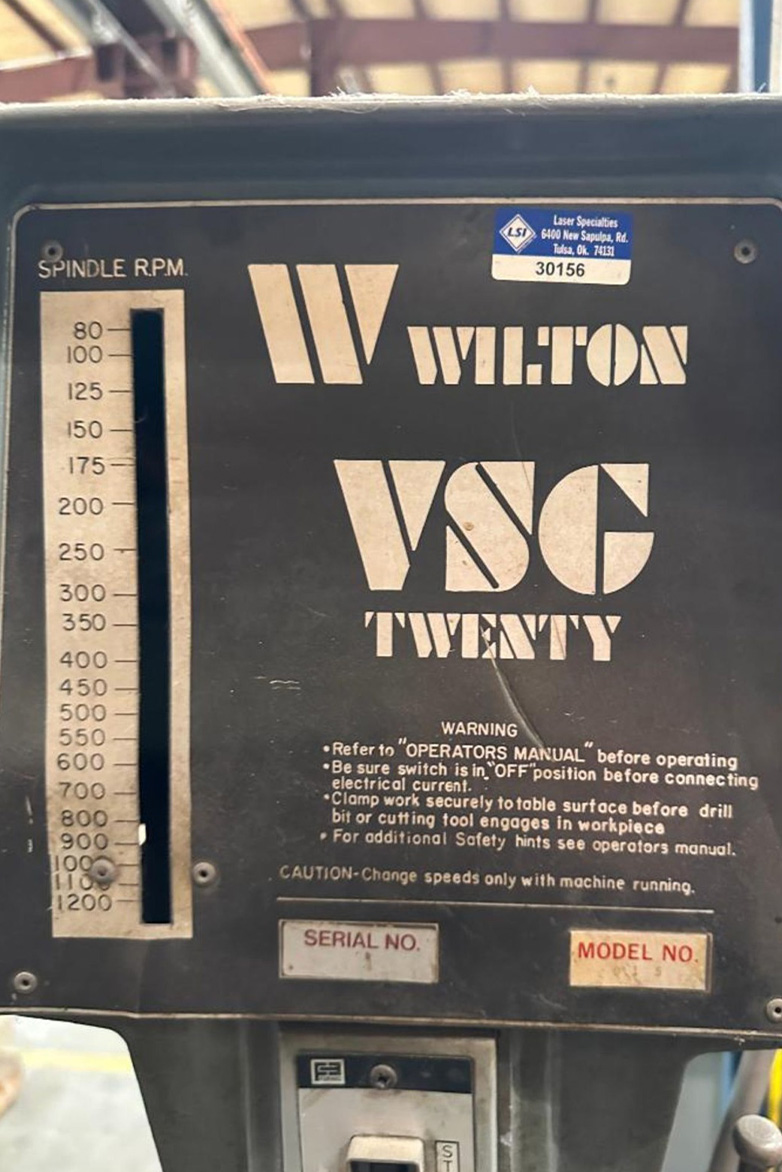 LSI
Laser Specialties
6400 New Sapulpa, Rd.
Tulsa, Ok. 74131
30156
SPINDLE R.P.M.
W WILTON
80
100
125
150
175
200
250
300
350
400
450
500
550
600
700
800
900
1100
1200
VSG
TWENTY
WARNING
•Refer to "OPERATORS MANUAL" before operating
•Be sure switch is in "OFF" position before connecting
electrical current.
•Clamp work securely to table surface before drill
bit or cutting tool engages in workpiece
• For additional Safety hints see operators manual.
CAUTION-Change speeds only with machine running.
SERIAL NO.
MODEL NO.